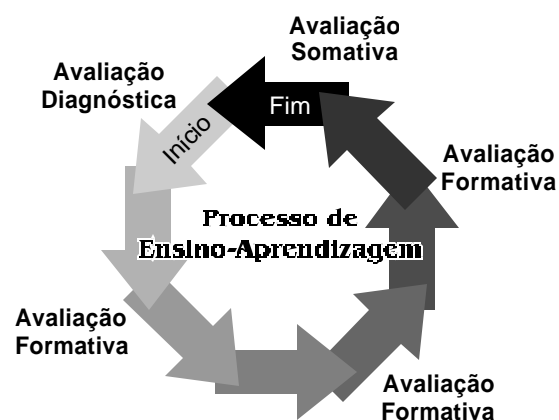 Avaliação
Somativa
Avaliação
Diagnóstica
Fim
Início
Avaliação
Formativa
Processo de
Ensino-Aprendizagem
Avaliação
Formativa
Avaliação
Formativa